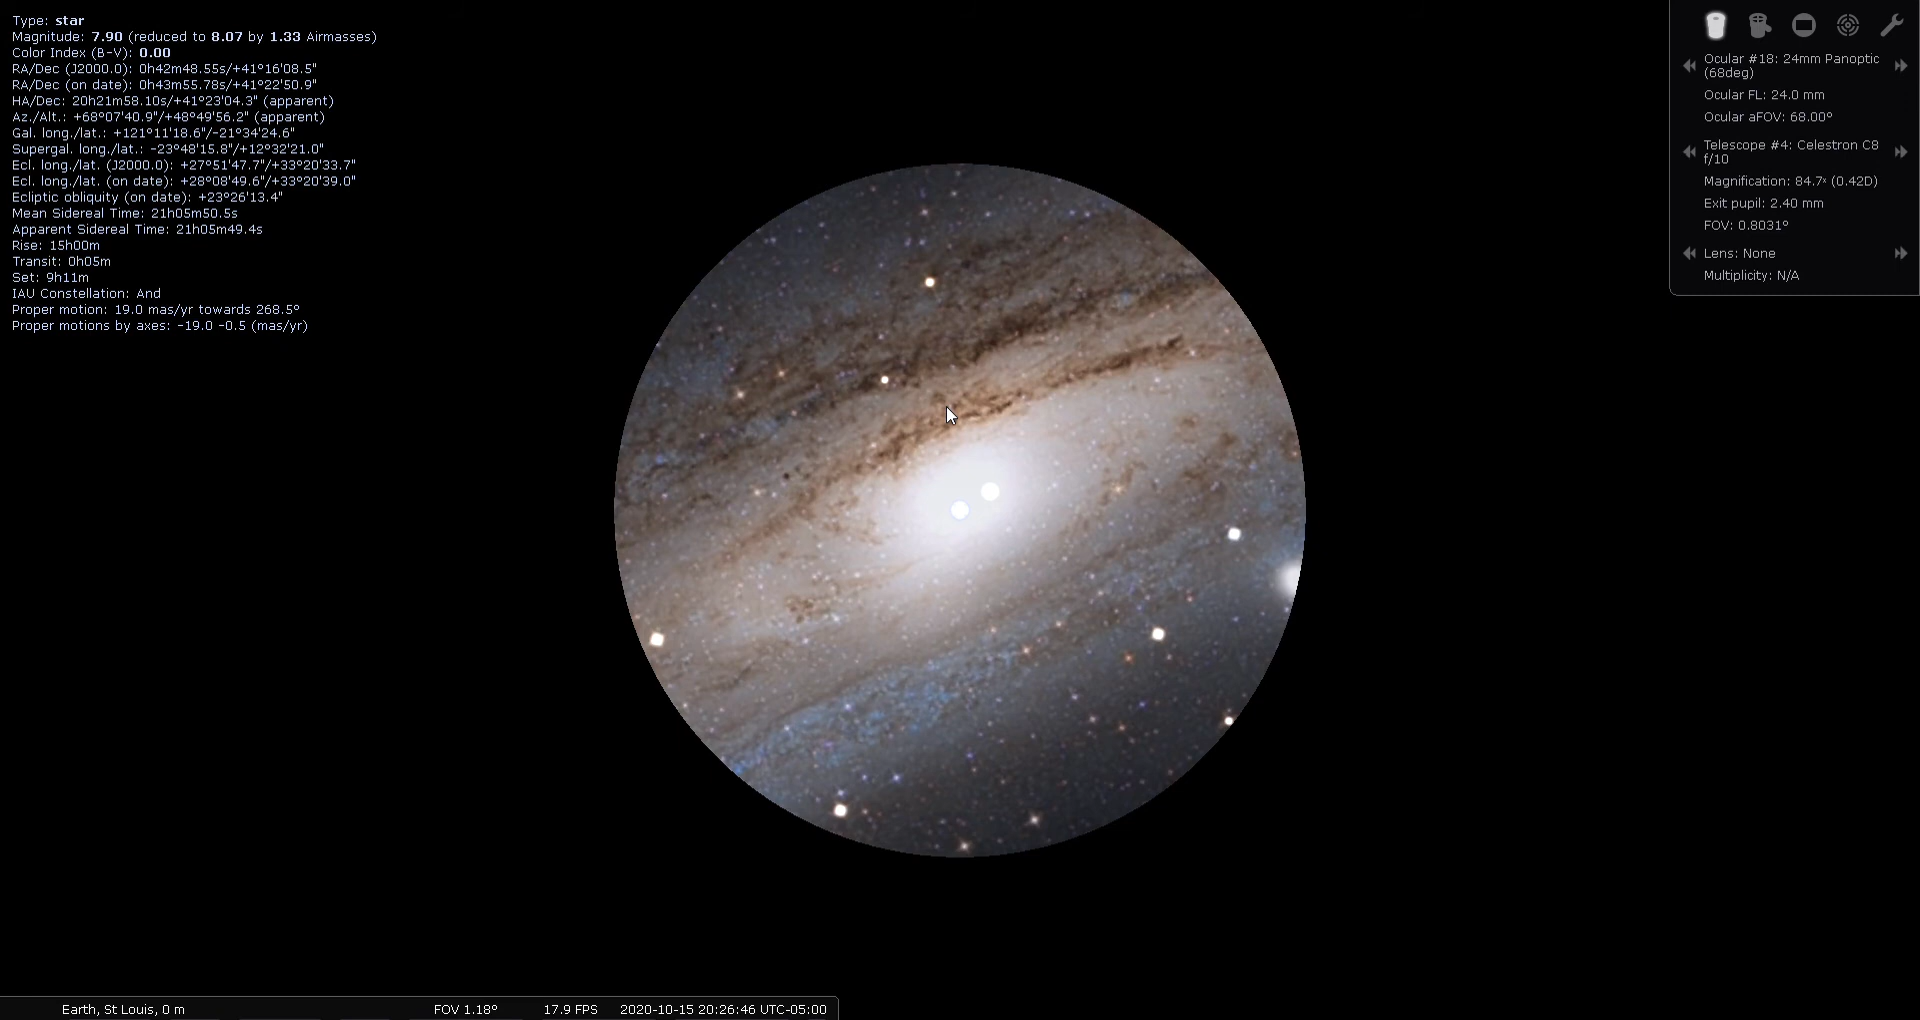 Type: star
Magnitude: 7.90 (reduced to 8.07 by 1.33 Airmasses)
Color Index (B-V): 0.00
RA/Dec (J2000.0): 0h42m48.55s/+41°16'08.5"
RA/Dec (on date): 0h43m55.78s/+41°22'50.9"
HA/Dec: 20h21m58.10s/+41°23'04.3" (apparent)
Az./Alt.: +68°07'40.9"/+48°49'56.2" (apparent)
Gal. long./lat.: +121°11'18.6"/-21°34'24.6"
Supergal. long./lat.: -23°48'15.8"/+12°32'21.0"
Ecl. long./lat. (J2000.0): +27°51'47.7"/+33°20'33.7"
Ecl. long./lat. (on date): +28°08'49.6"/+33°20'39.0"
Ecliptic obliquity (on date): +23°26'13.4"
Mean Sidereal Time: 21h05m50.5s
Apparent Sidereal Time: 21h05m49.4s
Rise: 15h00m
Transit: 0h05m
Set: 9h11m
IAU Constellation: And
Proper motion: 19.0 mas/yr towards 268.5°
Proper motions by axes: -19.0 -0.5 (mas/yr)
Ocular #18: 24mm Panoptic
(68deg)
Ocular FL: 24.0 mm
Ocular aFOV: 68.00°
Telescope #4: Celestron C8
f/10
Magnification: 84.7ˣ (0.42D)
Exit pupil: 2.40 mm
FOV: 0.8031°
Lens: None
Multiplicity: N/A
Earth, St Louis, 0 m
FOV 1.18°
17.9 FPS
2020-10-15 20:26:46 UTC-05:00